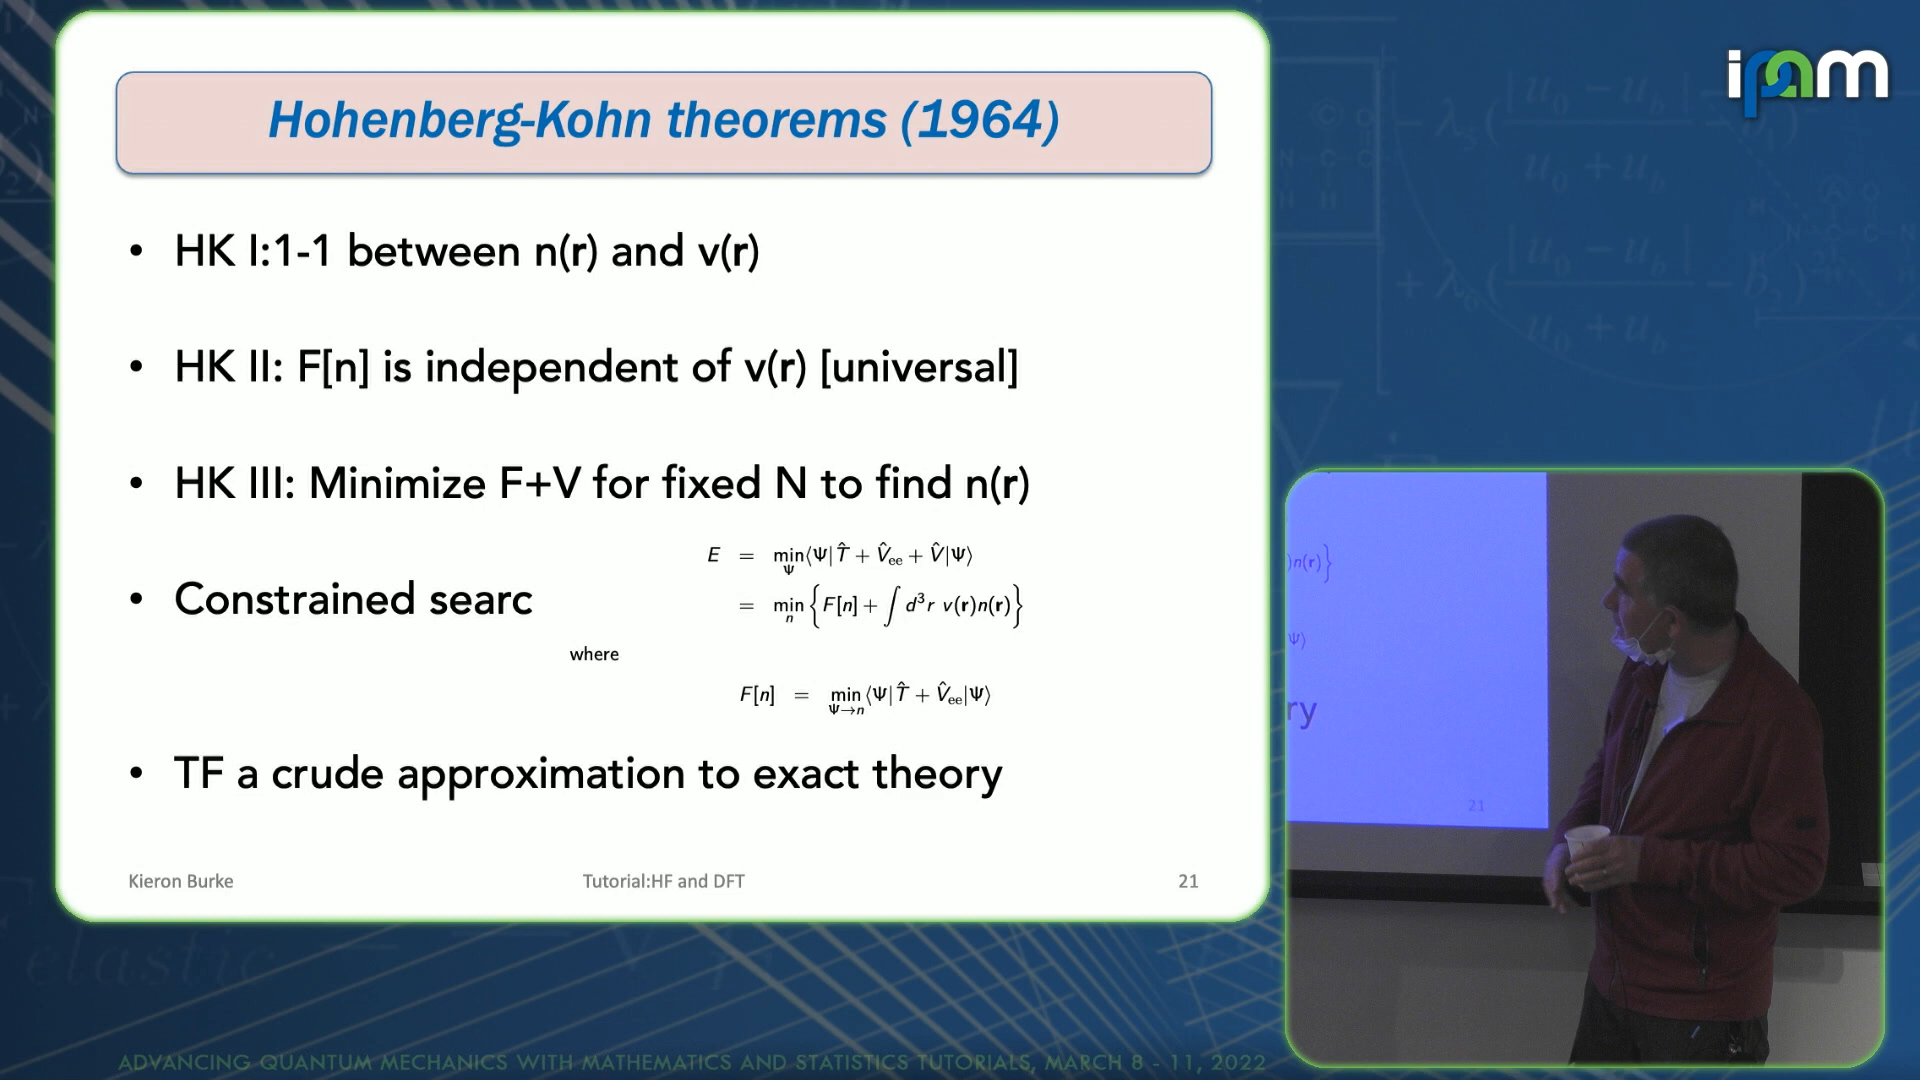 ipam
Hohenberg-Kohn theorems (1964)
• HK I:1-1 between n(r) and v(r)
• HK II: F[n] is independent of v(r) [universal]
• HK III: Minimize F+V for fixed N to find n(r)
E = min⟨Ψ|T̂ + V̂ee + V̂|Ψ⟩
Ψ
• Constrained searc
= min {F[n] + ∫ d³r v(r)n(r)}
n
where
F[n] = min ⟨Ψ|T̂ + V̂ee|Ψ⟩
Ψ→n
• TF a crude approximation to exact theory
Kieron Burke
Tutorial:HF and DFT
21
)n(r)}
Ψ⟩
ry
21
elastic
ADVANCING QUANTUM MECHANICS WITH MATHEMATICS AND STATISTICS TUTORIALS, MARCH 8 - 11, 2022